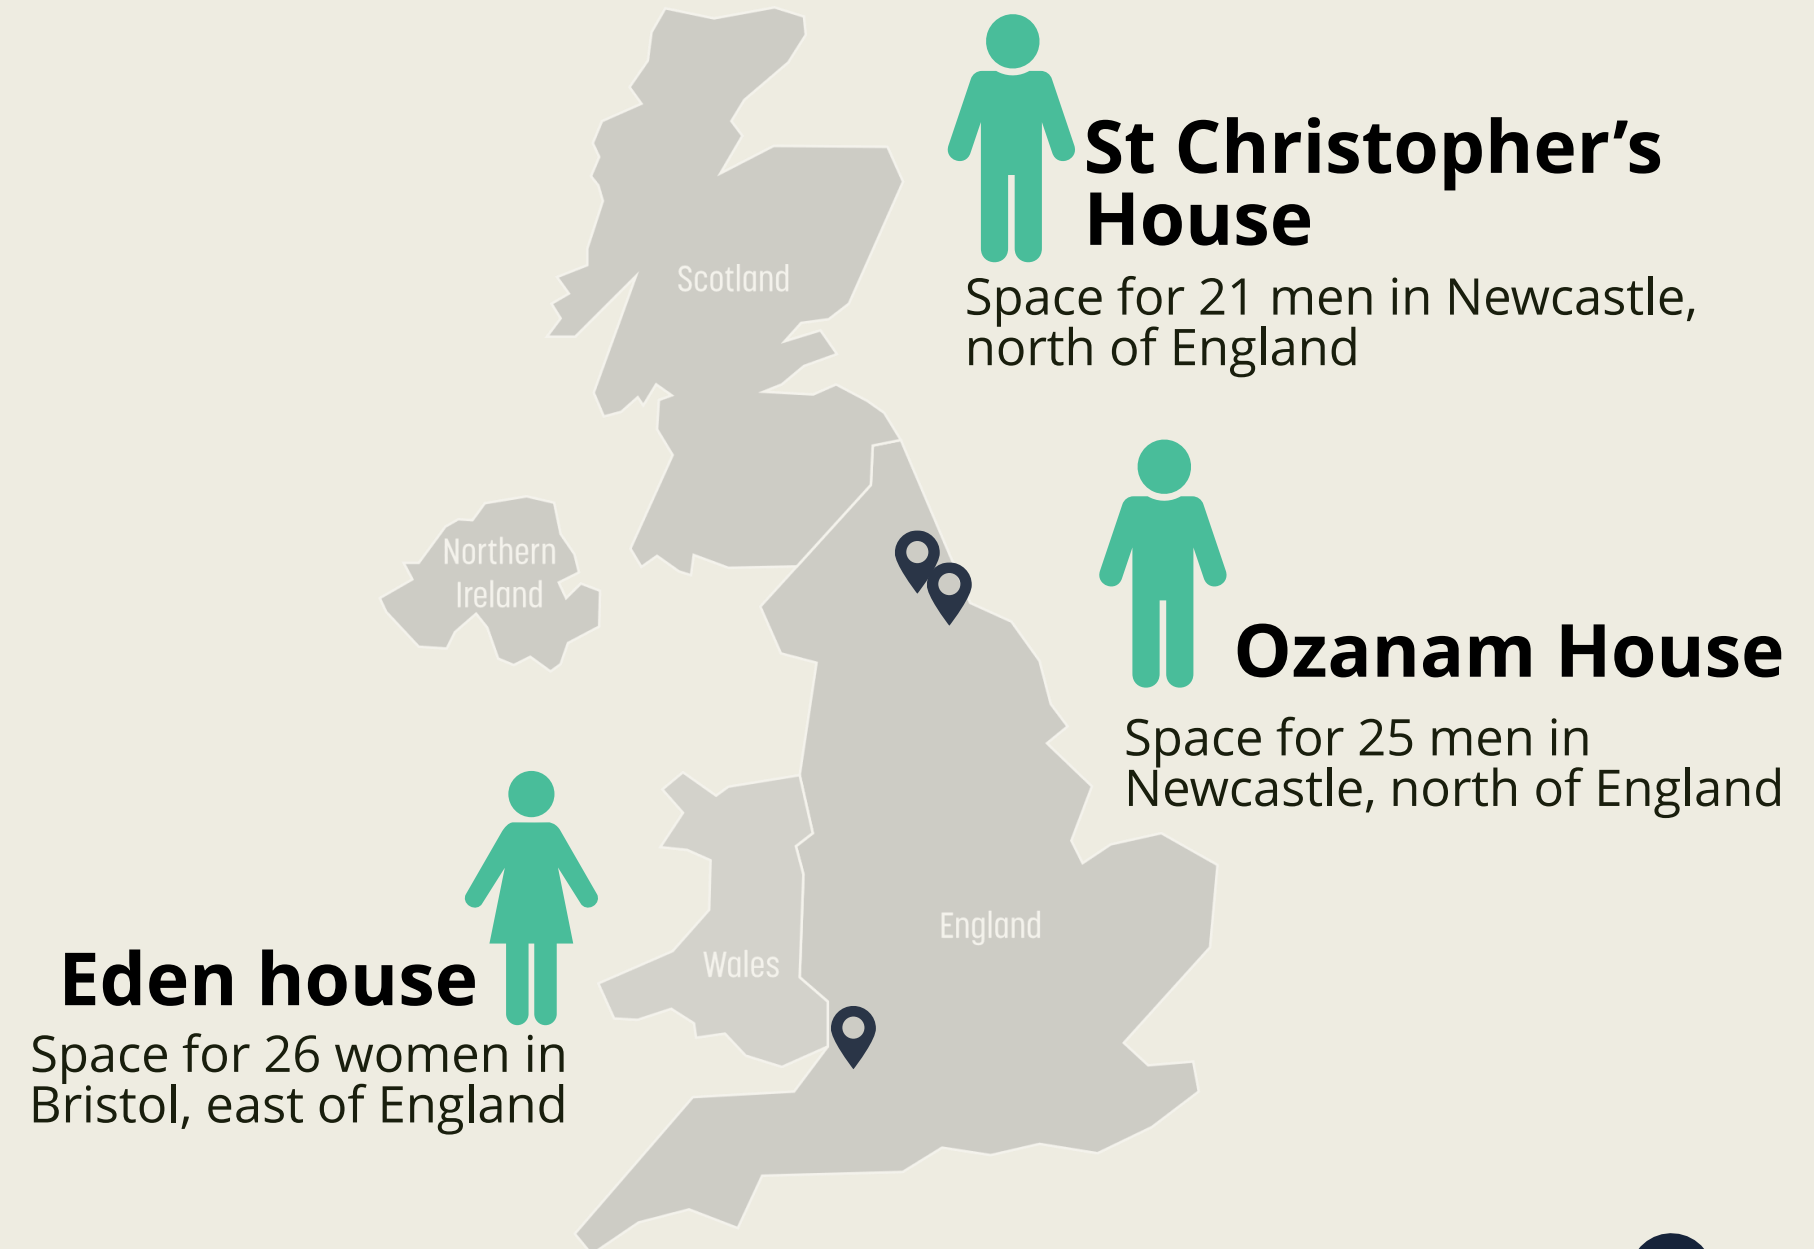 St Christopher’s
House
Space for 21 men in Newcastle,
north of England
Scotland
Northern
Ireland
Ozanam House
Space for 25 men in
Newcastle, north of England
England
Wales
Eden house
Space for 26 women in
Bristol, east of England